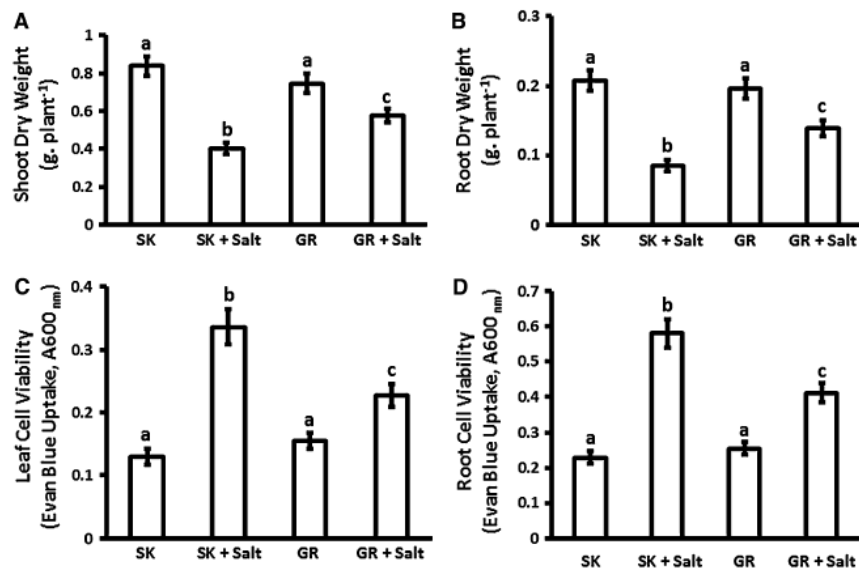 A
Shoot Dry Weight
(g. plant⁻¹)
1
0.8
0.6
0.4
0.2
0
a
b
a
c
SK
SK + Salt
GR
GR + Salt
B
Root Dry Weight
(g. plant⁻¹)
0.3
0.2
0.1
0
a
b
a
c
SK
SK + Salt
GR
GR + Salt
C
Leaf Cell Viability
(Evan Blue Uptake, A600 nm)
0.4
0.3
0.2
0.1
0
a
b
a
c
SK
SK + Salt
GR
GR + Salt
D
Root Cell Viability
(Evan Blue Uptake, A600 nm)
0.7
0.6
0.5
0.4
0.3
0.2
0.1
0
a
b
a
c
SK
SK + Salt
GR
GR + Salt